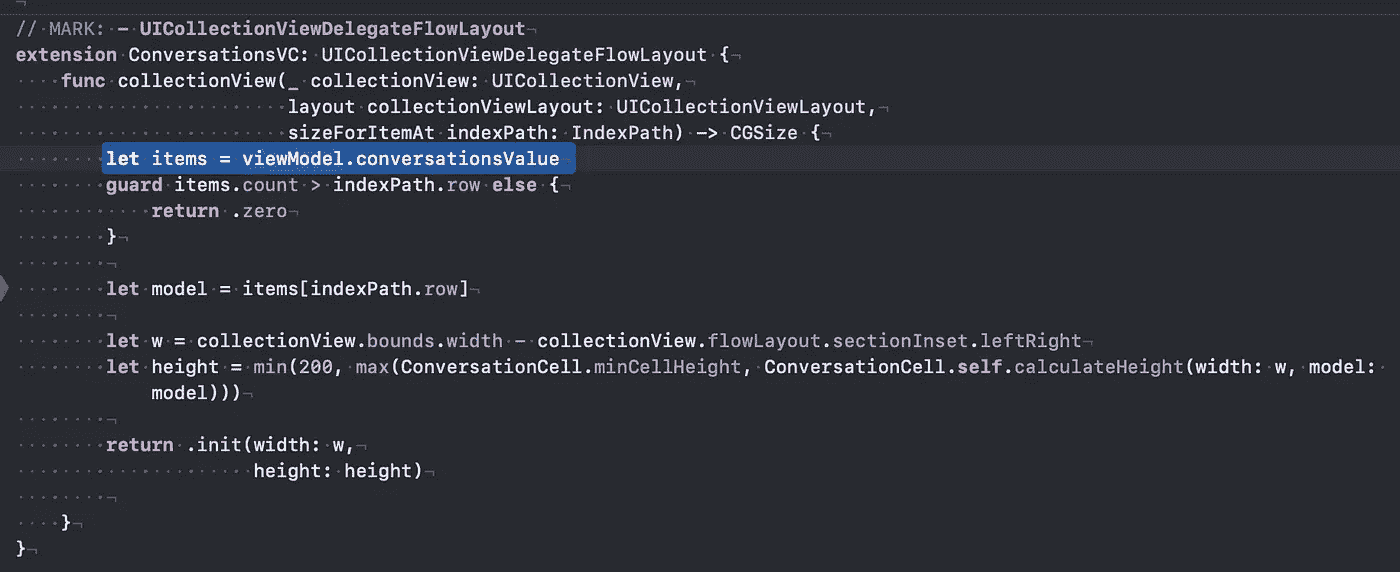 // MARK: - UICollectionViewDelegateFlowLayout
extension ConversationsVC: UICollectionViewDelegateFlowLayout {
    func collectionView(_ collectionView: UICollectionView,
                        layout collectionViewLayout: UICollectionViewLayout,
                        sizeForItemAt indexPath: IndexPath) -> CGSize {
        let items = viewModel.conversationsValue
        guard items.count > indexPath.row else {
            return .zero
        }

        let model = items[indexPath.row]

        let w = collectionView.bounds.width - collectionView.flowLayout.sectionInset.leftRight
        let height = min(200, max(ConversationCell.minCellHeight, ConversationCell.self.calculateHeight(width: w, model:
            model)))

        return .init(width: w,
                     height: height)

    }
}